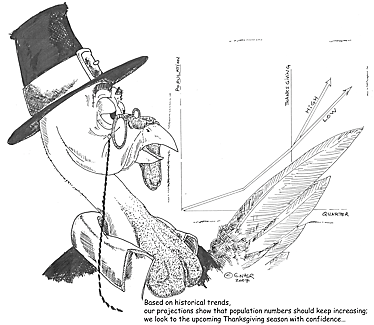 POPULATION
THANKSGIVING
HIGH
LOW
QUARTER
2007
Based on historical trends,
our projections show that population numbers should keep increasing;
we look to the upcoming Thanksgiving season with confidence...